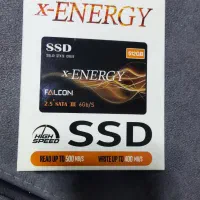 x-ENERGY
SSD
512GB
x-ENERGY
FALCON
2.5 SATA III 6Gb/S
HIGH
SPEED
SSD
READ UP TO 500 MB/S
WRITE UP TO 400 MB/S